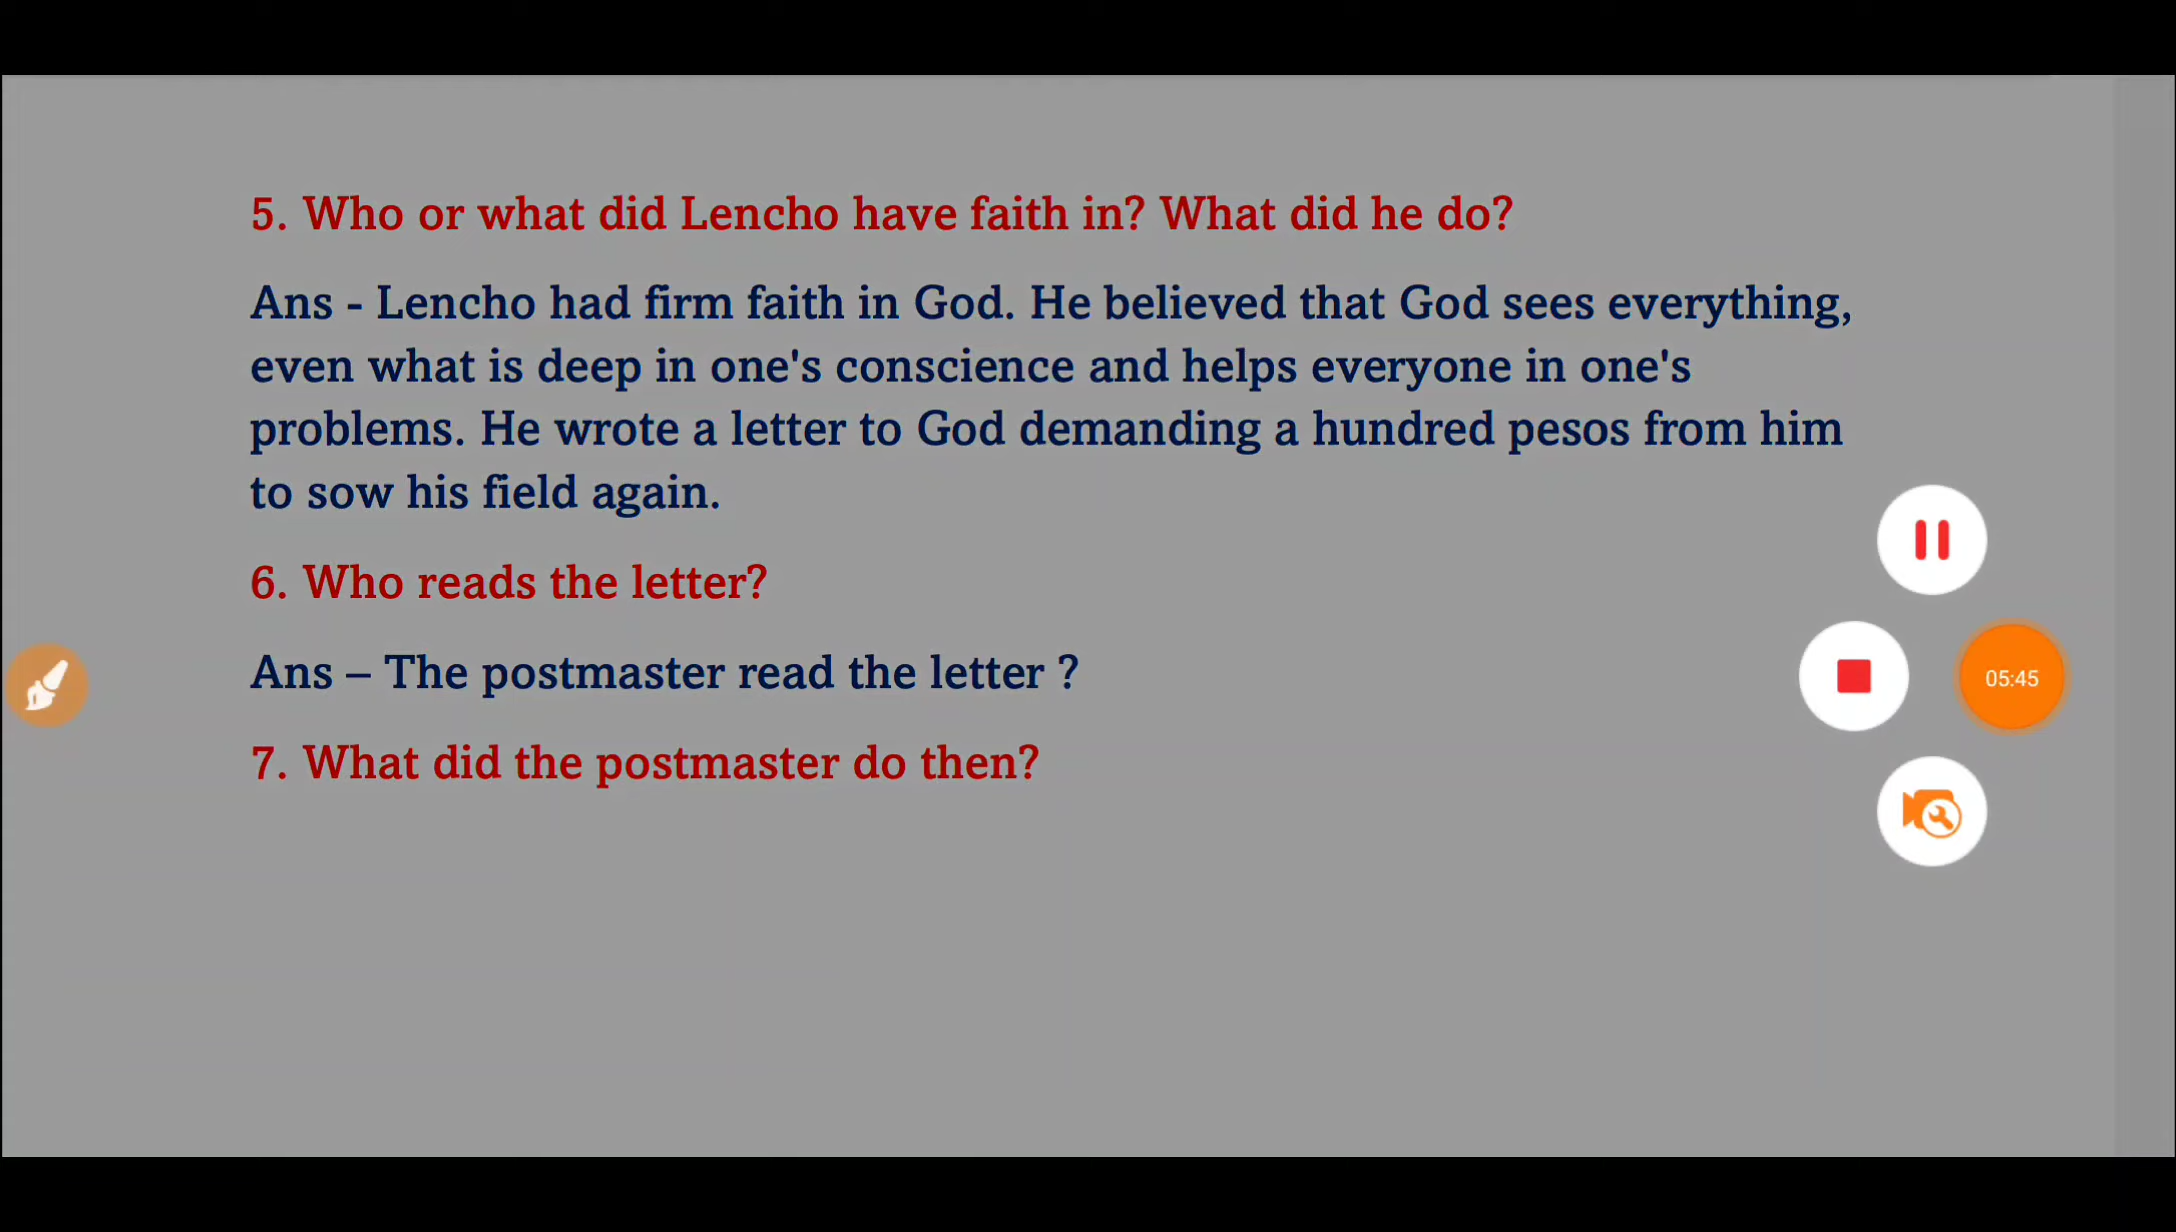 5. Who or what did Lencho have faith in? What did he do?
Ans - Lencho had firm faith in God. He believed that God sees everything,
even what is deep in one's conscience and helps everyone in one's
problems. He wrote a letter to God demanding a hundred pesos from him
to sow his field again.
6. Who reads the letter?
Ans – The postmaster read the letter ?
05:45
7. What did the postmaster do then?